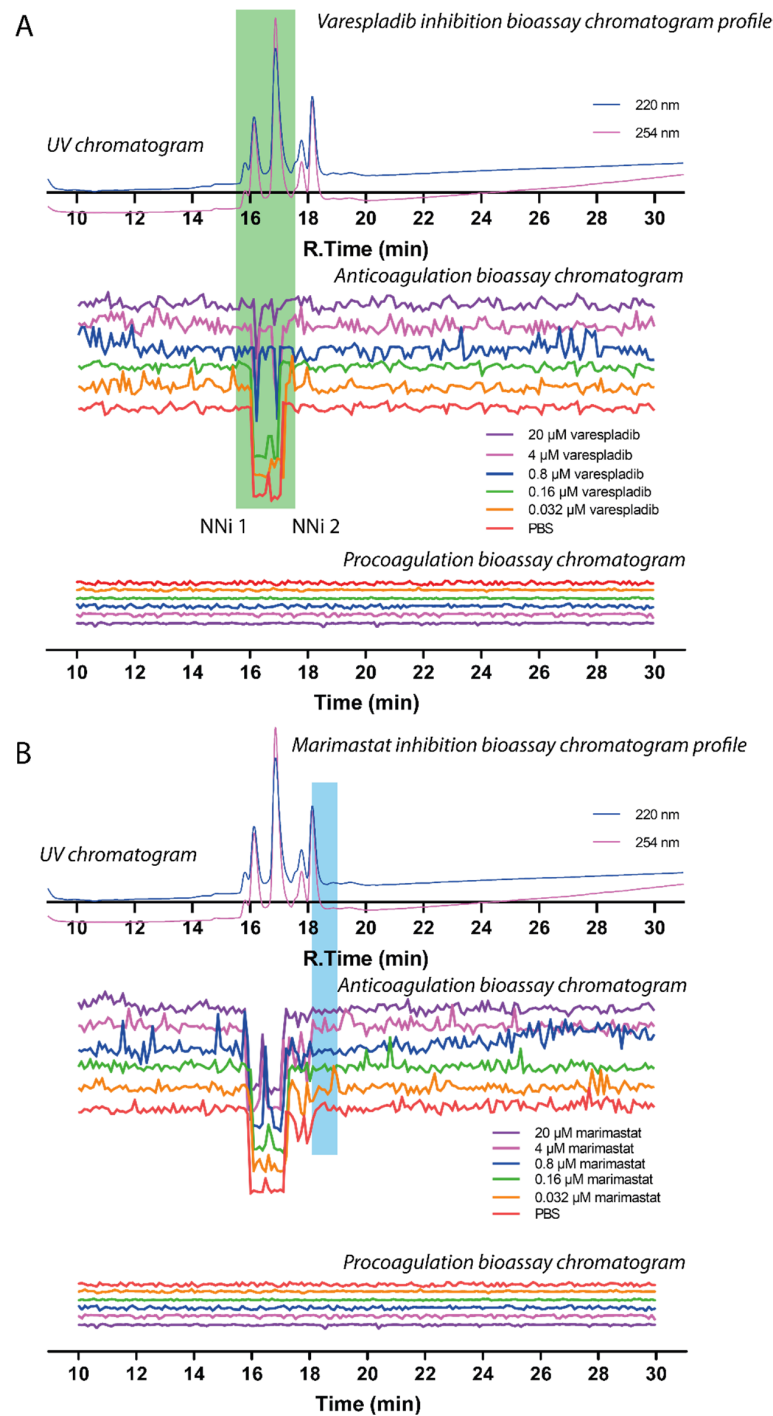 A
Varespladib inhibition bioassay chromatogram profile
220 nm
254 nm
UV chromatogram
10 12 14 16 18 20 22 24 26 28 30
R.Time (min)
Anticoagulation bioassay chromatogram
20 µM varespladib
4 µM varespladib
0.8 µM varespladib
0.16 µM varespladib
0.032 µM varespladib
PBS
NNi 1 NNi 2
Procoagulation bioassay chromatogram
10 12 14 16 18 20 22 24 26 28 30
Time (min)
B
Marimastat inhibition bioassay chromatogram profile
220 nm
254 nm
UV chromatogram
10 12 14 16 18 20 22 24 26 28 30
R.Time (min)
Anticoagulation bioassay chromatogram
20 µM marimastat
4 µM marimastat
0.8 µM marimastat
0.16 µM marimastat
0.032 µM marimastat
PBS
Procoagulation bioassay chromatogram
10 12 14 16 18 20 22 24 26 28 30
Time (min)